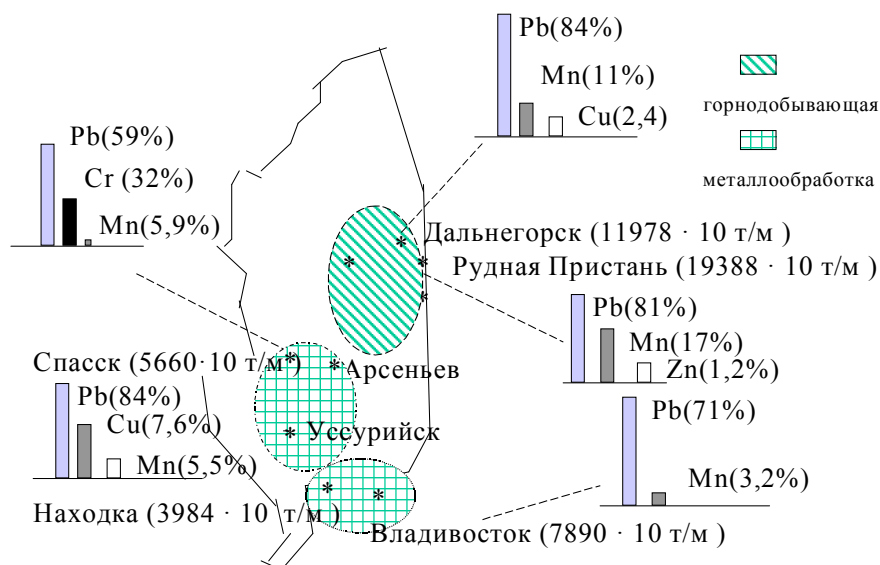 Pb(84%)
Mn(11%)
Cu(2,4)
горнодобывающая
металлообработка
Pb(59%)
Cr (32%)
Mn(5,9%)
* Дальнегорск (11978 · 10 т/м )
*
*
Рудная Пристань (19388 · 10 т/м )
*
Pb(81%)
Mn(17%)
Zn(1,2%)
Спасск (5660·10 т/м )
*
* Арсеньев
Pb(84%)
Cu(7,6%)
Mn(5,5%)
* Уссурийск
Pb(71%)
Mn(3,2%)
*
*
Находка (3984 · 10 т/м )
Владивосток (7890 · 10 т/м )